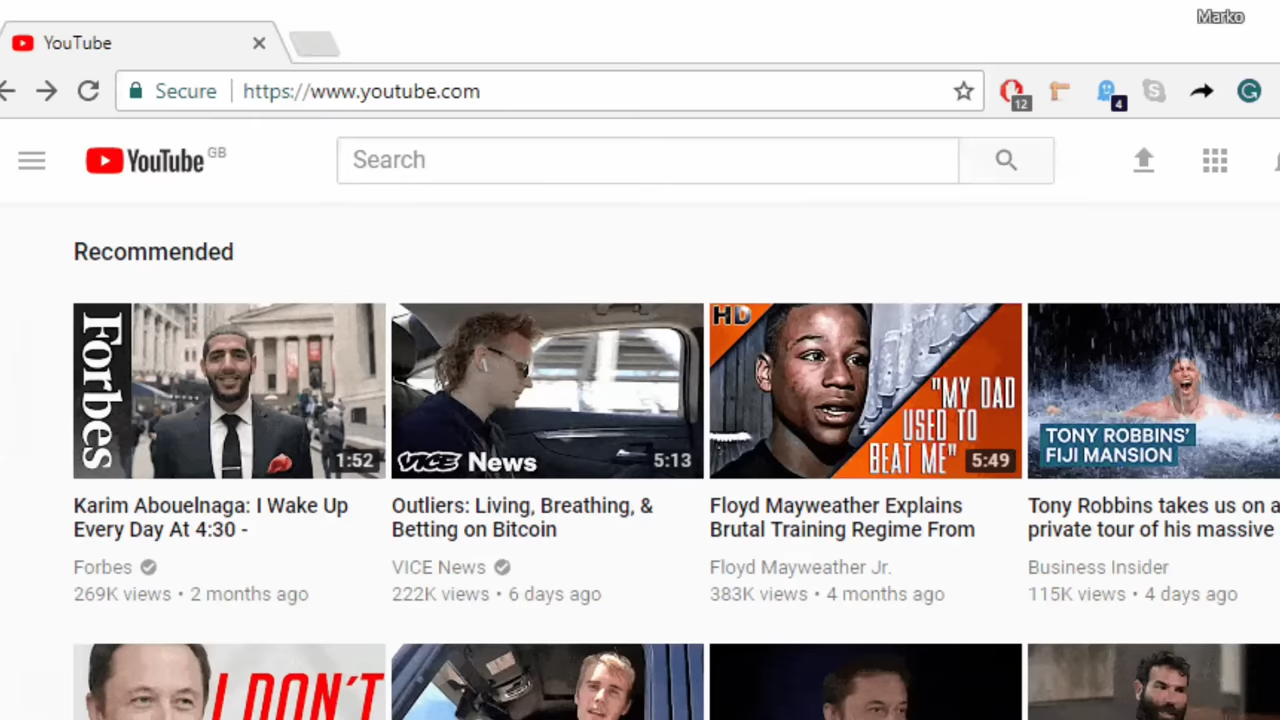 Marko
YouTube
Secure https://www.youtube.com
12
4
S
G
YouTube GB
Search
Recommended
Forbes
1:52
VICE News
5:13
HD
"MY DAD
USED TO
BEAT ME"
5:49
TONY ROBBINS'
FIJI MANSION
Karim Abouelnaga: I Wake Up
Every Day At 4:30 -
Forbes
269K views • 2 months ago
Outliers: Living, Breathing, &
Betting on Bitcoin
VICE News
222K views • 6 days ago
Floyd Mayweather Explains
Brutal Training Regime From
Floyd Mayweather Jr.
383K views • 4 months ago
Tony Robbins takes us on a
private tour of his massive
Business Insider
115K views • 4 days ago
I DON'T